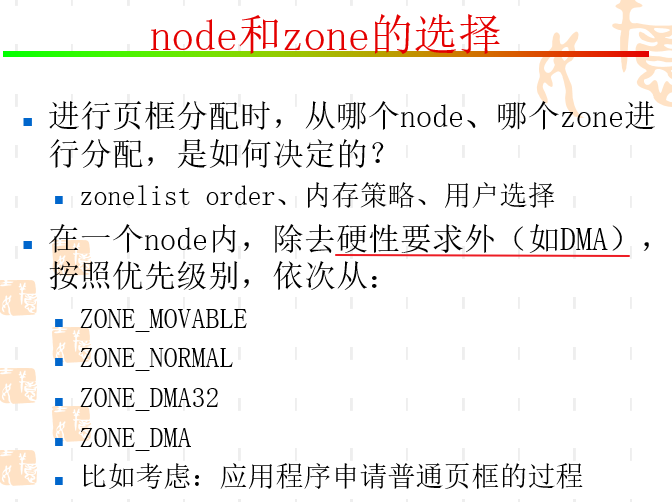 node和zone的选择
进行页框分配时，从哪个node、哪个zone进
行分配，是如何决定的？
zonelist order、内存策略、用户选择
在一个node内，除去硬性要求外（如DMA），
按照优先级别，依次从：
ZONE_MOVABLE
ZONE_NORMAL
ZONE_DMA32
ZONE_DMA
比如考虑：应用程序申请普通页框的过程